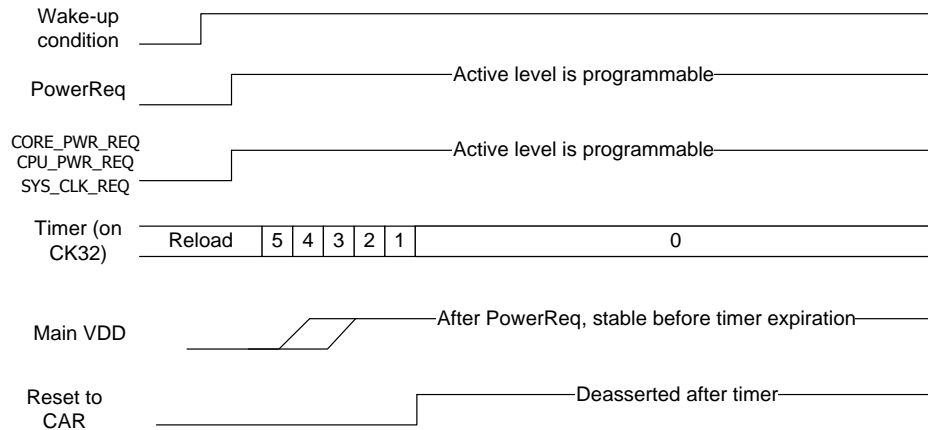 Wake-up
condition
PowerReq
Active level is programmable
CORE_PWR_REQ
CPU_PWR_REQ
SYS_CLK_REQ
Active level is programmable
Timer (on
CK32)
Reload 5 4 3 2 1 0
Main VDD
After PowerReq, stable before timer expiration
Reset to
CAR
Deasserted after timer